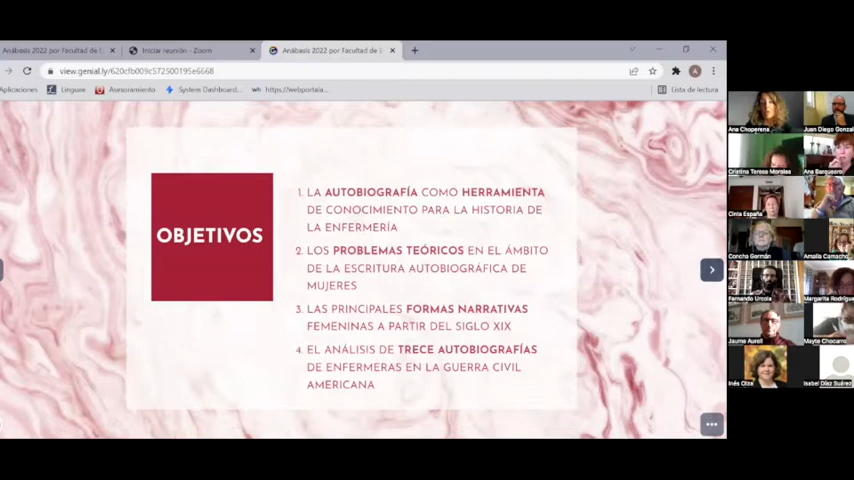 Anábasis 2022 por Facultad de E
Iniciar reunión - Zoom
Anábasis 2022 por Facultad de E
view.genial.ly/620cfb009c572500195e6668
Aplicaciones
Linguee
Asesoramiento
System Dashboard...
https://webportala...
Lista de lectura
OBJETIVOS
1. LA AUTOBIOGRAFÍA COMO HERRAMIENTA
DE CONOCIMIENTO PARA LA HISTORIA DE
LA ENFERMERÍA
2. LOS PROBLEMAS TEÓRICOS EN EL ÁMBITO
DE LA ESCRITURA AUTOBIOGRÁFICA DE
MUJERES
3. LAS PRINCIPALES FORMAS NARRATIVAS
FEMENINAS A PARTIR DEL SIGLO XIX
4. EL ANÁLISIS DE TRECE AUTOBIOGRAFÍAS
DE ENFERMERAS EN LA GUERRA CIVIL
AMERICANA
Ana Choperena
Juan Diego Gonzal
Cristina Teresa Morales
Ana Barquero
Cinta España
Concha Germán
Amalia Camacho
Fernando Urcola
Margarita Rodrígu
Jaume Aurell
Mayte Chocarro
Inés Olza
Isabel Díez Suárez